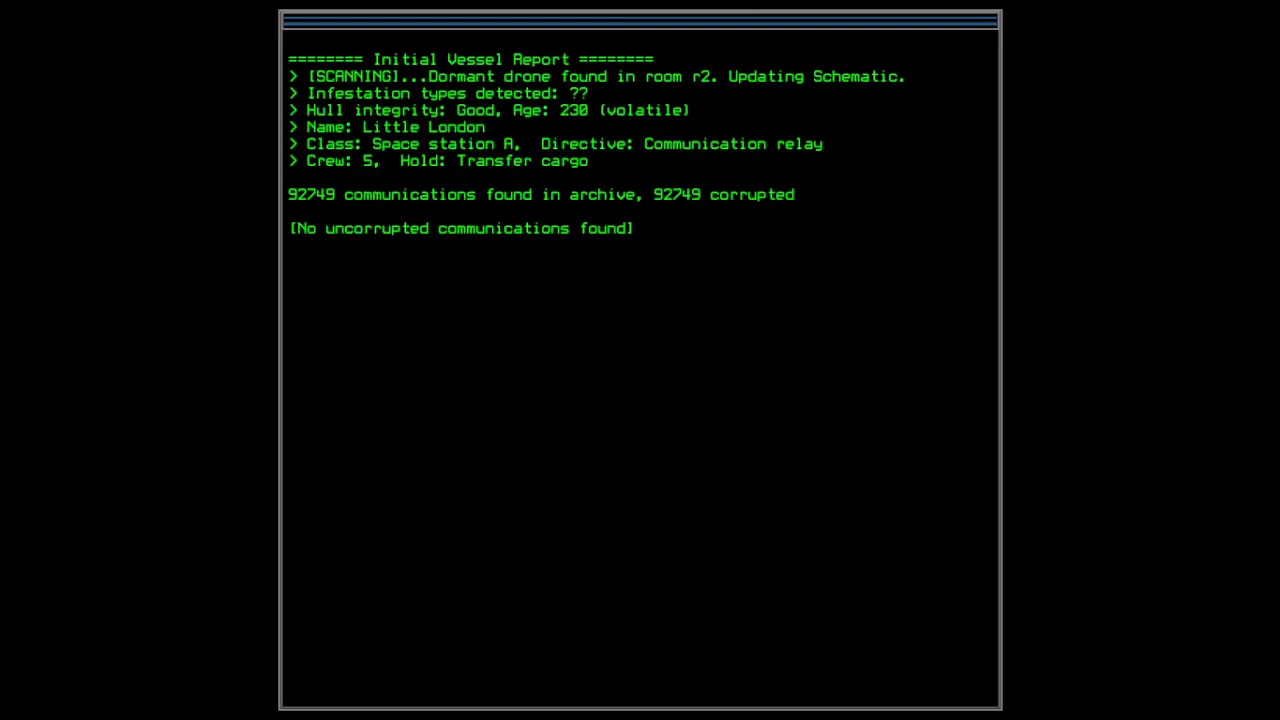 ======== Initial Vessel Report ========
> [SCANNING]...Dormant drone found in room r2. Updating Schematic.
> Infestation types detected: ??
> Hull integrity: Good, Age: 230 (volatile)
> Name: Little London
> Class: Space station A,  Directive: Communication relay
> Crew: 5,  Hold: Transfer cargo
92749 communications found in archive, 92749 corrupted
[No uncorrupted communications found]